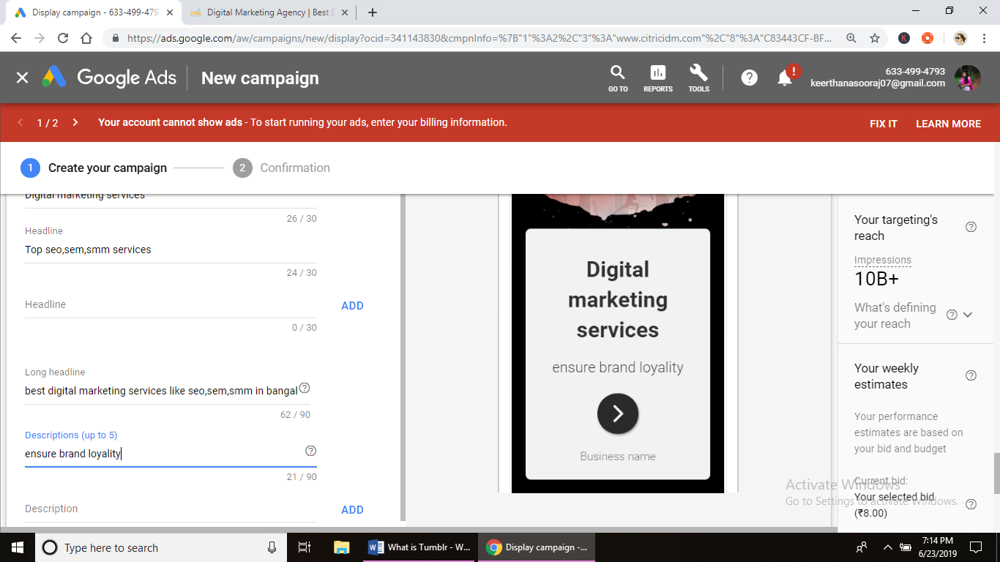 Display campaign - 633-499-479
Digital Marketing Agency | Best D
https://ads.google.com/aw/campaigns/new/display?ocid=341143830&cmpnInfo=%7B"1"%3A2%2C"3"%3A"www.citricidm.com"%2C"8"%3A"C83443CF-BF...
Google Ads
New campaign
GO TO
REPORTS
TOOLS
633-499-4793
keerthanasooraj07@gmail.com
1 / 2
Your account cannot show ads - To start running your ads, enter your billing information.
FIX IT
LEARN MORE
1 Create your campaign
2 Confirmation
Digital marketing services
26 / 30
Headline
Top seo,sem,smm services
24 / 30
Headline
ADD
0 / 30
Long headline
best digital marketing services like seo,sem,smm in bangal
62 / 90
Descriptions (up to 5)
ensure brand loyality
21 / 90
Description
ADD
Digital
marketing
services
ensure brand loyality
Business name
Your targeting's
reach
Impressions
10B+
What's defining
your reach
Your weekly
estimates
Your performance
estimates are based on
your bid and budget
Current bid:
Your selected bid
(₹8.00)
Activate Windows
Go to Settings to activate Windows.
Type here to search
What is Tumblr - W...
Display campaign -...
7:14 PM
6/23/2019